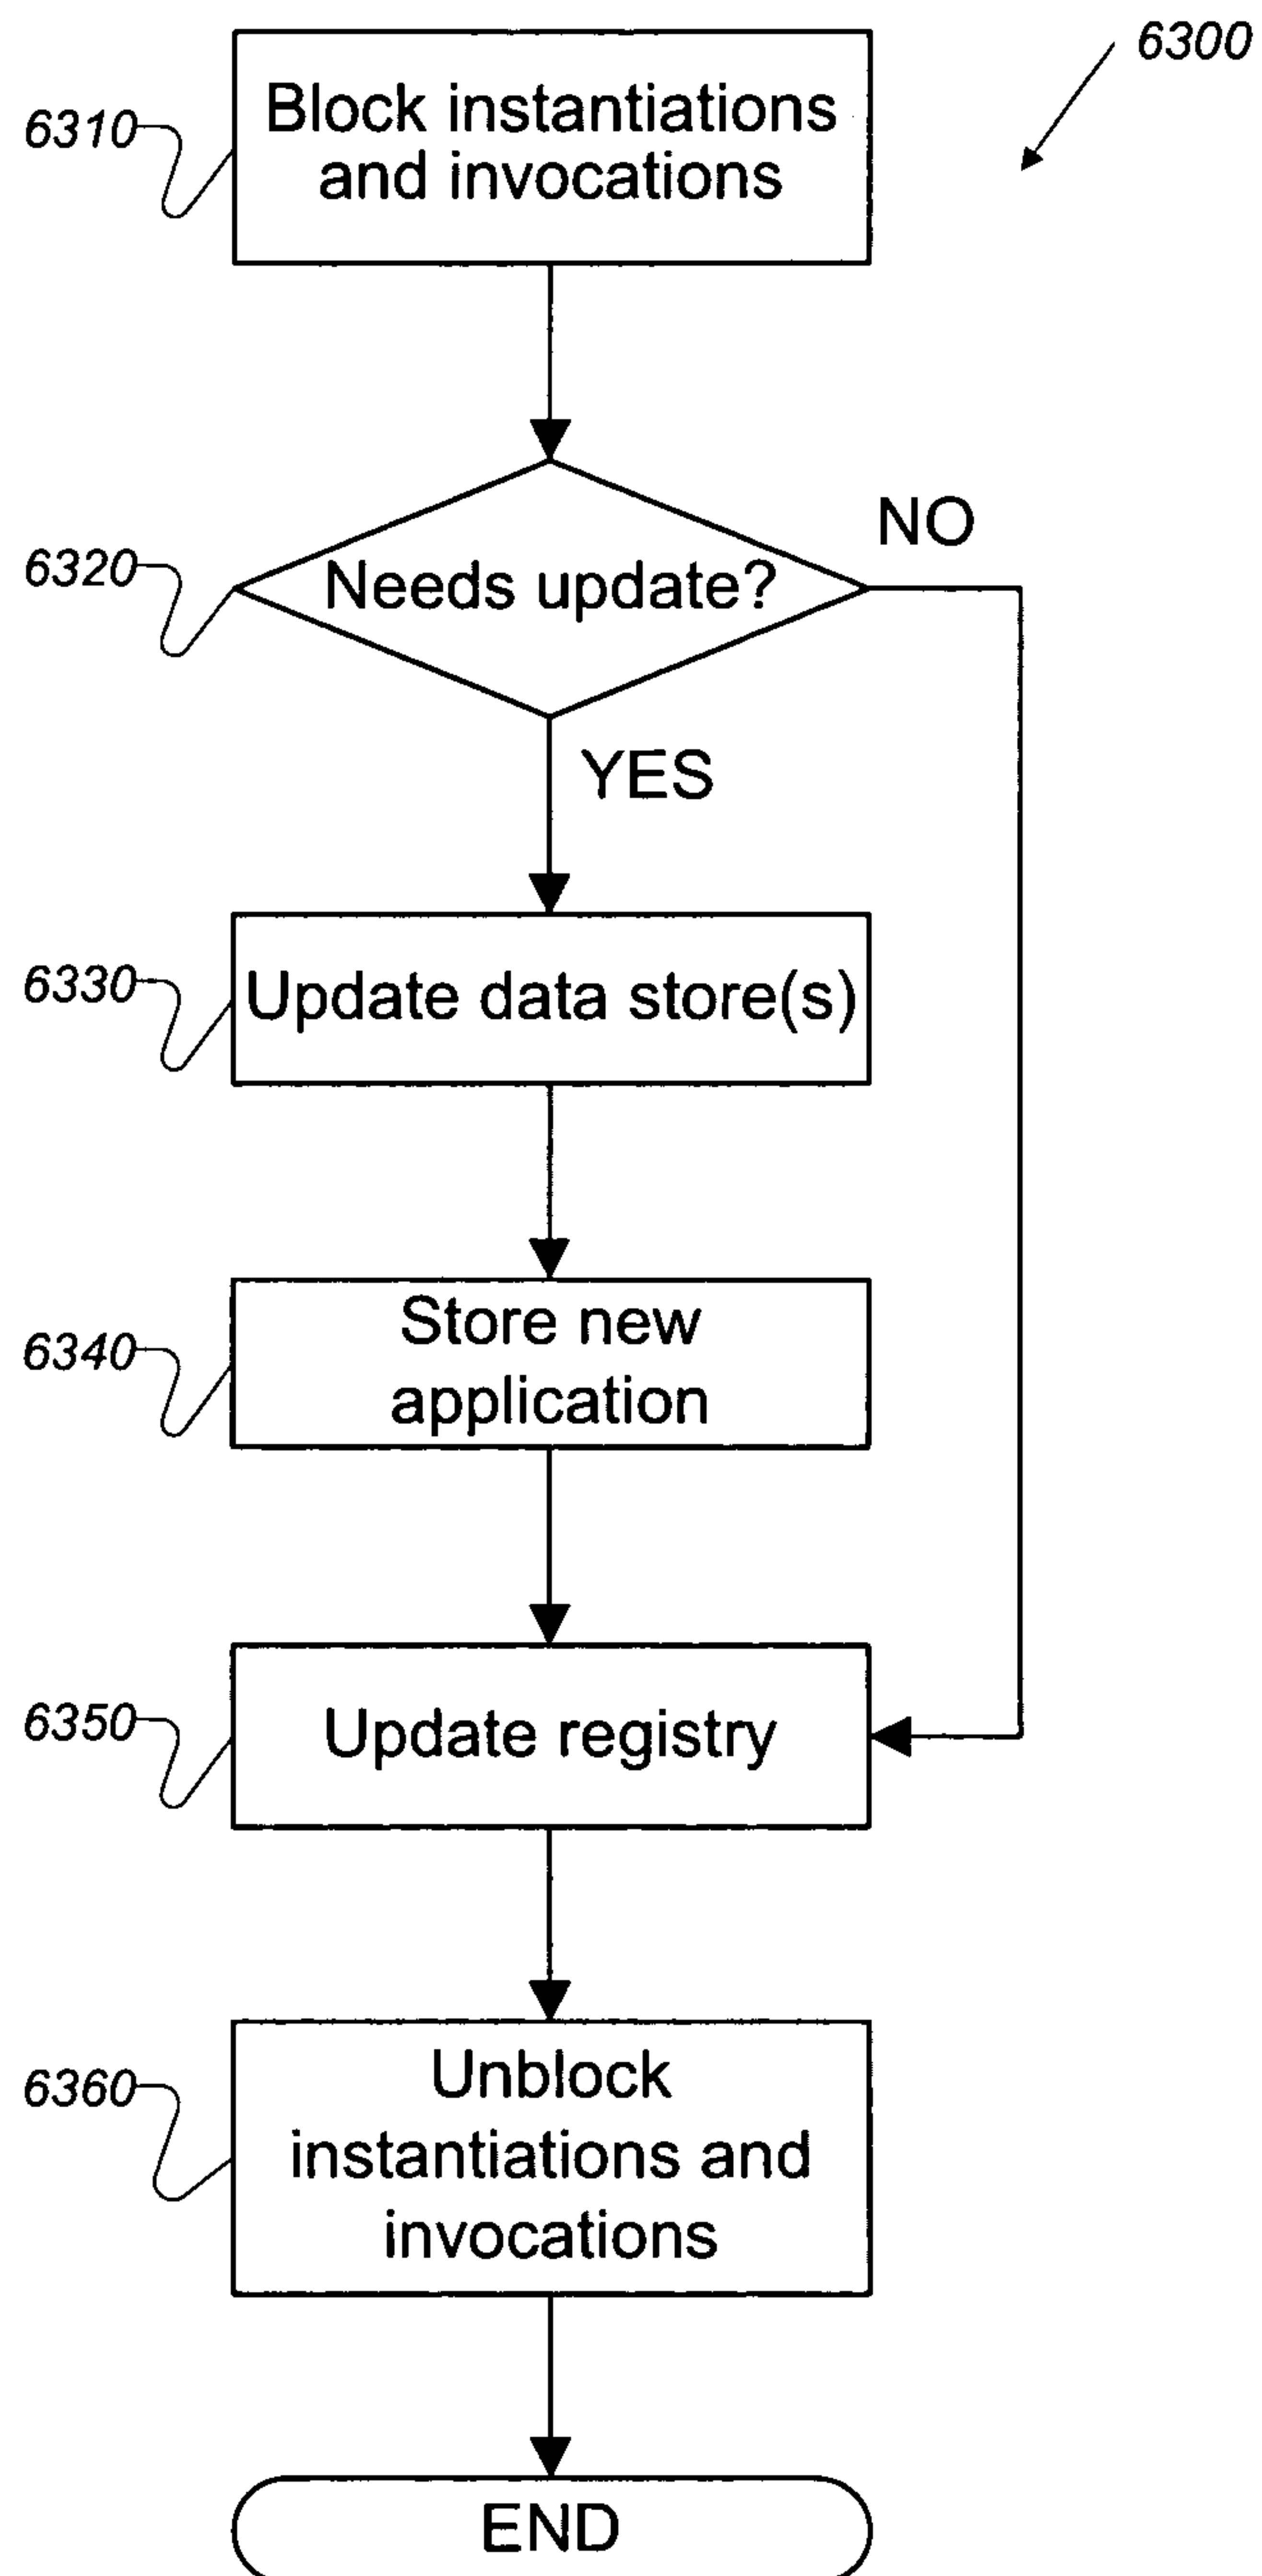 6300
6310
Block instantiations
and invocations
6320
Needs update?
NO
YES
6330
Update data store(s)
6340
Store new
application
6350
Update registry
6360
Unblock
instantiations and
invocations
END